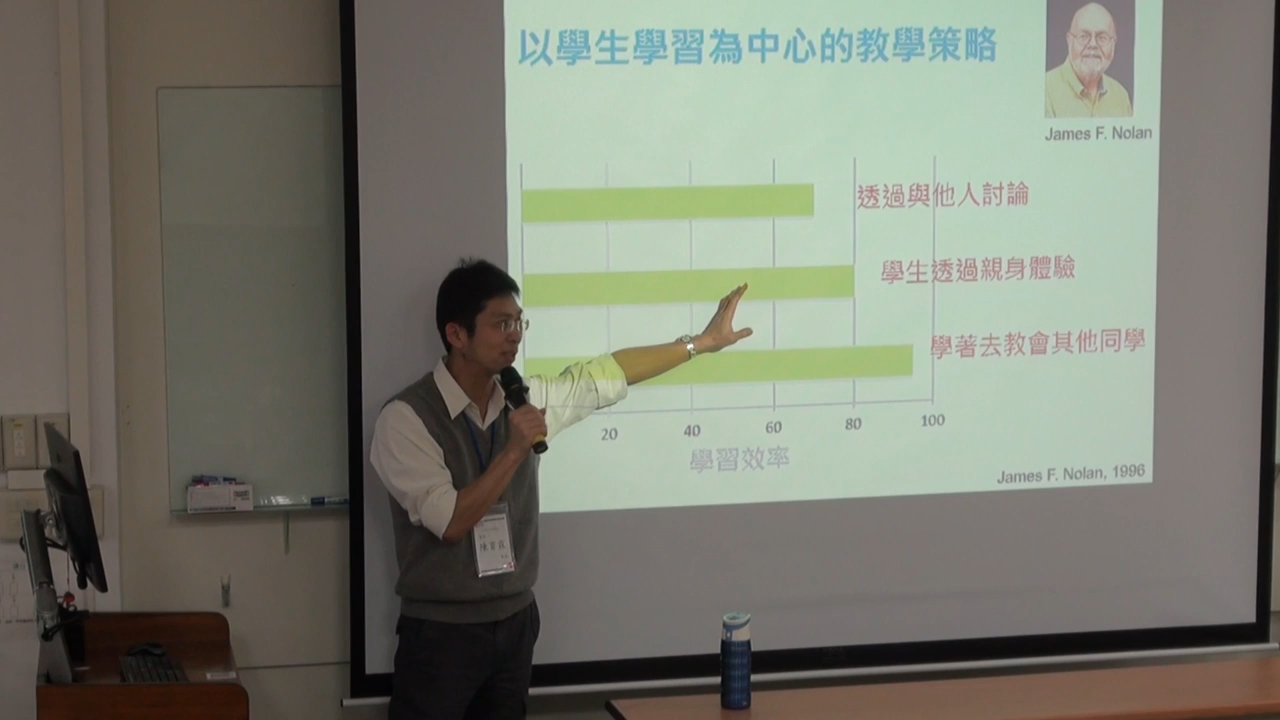 以學生學習為中心的教學策略
James F. Nolan
透過與他人討論
學生透過親身體驗
學著去教會其他同學
20 40 60 80 100
學習效率
James F. Nolan, 1996